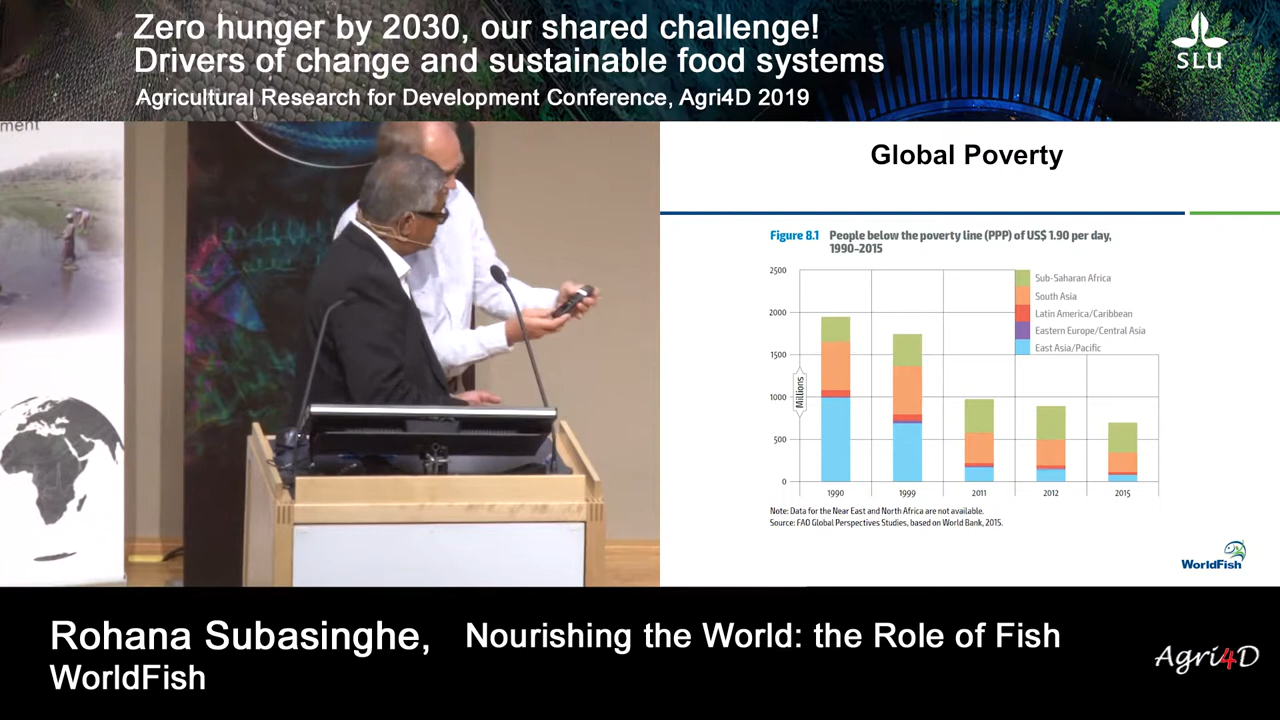 Zero hunger by 2030, our shared challenge!
Drivers of change and sustainable food systems
Agricultural Research for Development Conference, Agri4D 2019
SLU
ment
Global Poverty
Figure 8.1 People below the poverty line (PPP) of US$ 1.90 per day,
1990–2015
2500
2000
1500
1000
500
0
Millions
Sub-Saharan Africa
South Asia
Latin America/Caribbean
Eastern Europe/Central Asia
East Asia/Pacific
1990 1999 2011 2012 2015
Note: Data for the Near East and North Africa are not available.
Source: FAO Global Perspectives Studies, based on World Bank, 2015.
WorldFish
Rohana Subasinghe, Nourishing the World: the Role of Fish
WorldFish
Agri4D